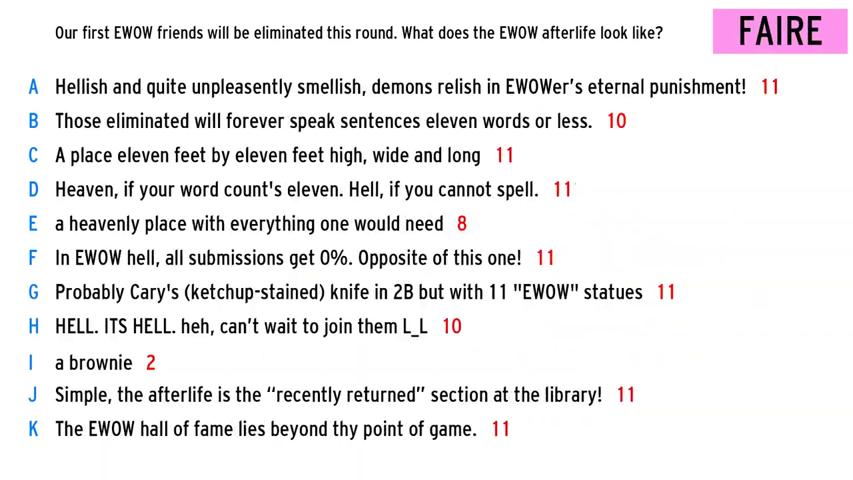 Our first EWOW friends will be eliminated this round. What does the EWOW afterlife look like?
FAIRE
A Hellish and quite unpleasently smellish, demons relish in EWOWer's eternal punishment! 11
B Those eliminated will forever speak sentences eleven words or less. 10
C A place eleven feet by eleven feet high, wide and long 11
D Heaven, if your word count's eleven. Hell, if you cannot spell. 11
E a heavenly place with everything one would need 8
F In EWOW hell, all submissions get 0%. Opposite of this one! 11
G Probably Cary's (ketchup-stained) knife in 2B but with 11 "EWOW" statues 11
H HELL. ITS HELL. heh, can't wait to join them L_L 10
I a brownie 2
J Simple, the afterlife is the “recently returned” section at the library! 11
K The EWOW hall of fame lies beyond thy point of game. 11